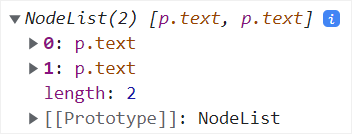 ▼NodeList(2) [p.text, p.text] i
▶ 0: p.text
▶ 1: p.text
length: 2
▶ [[Prototype]]: NodeList